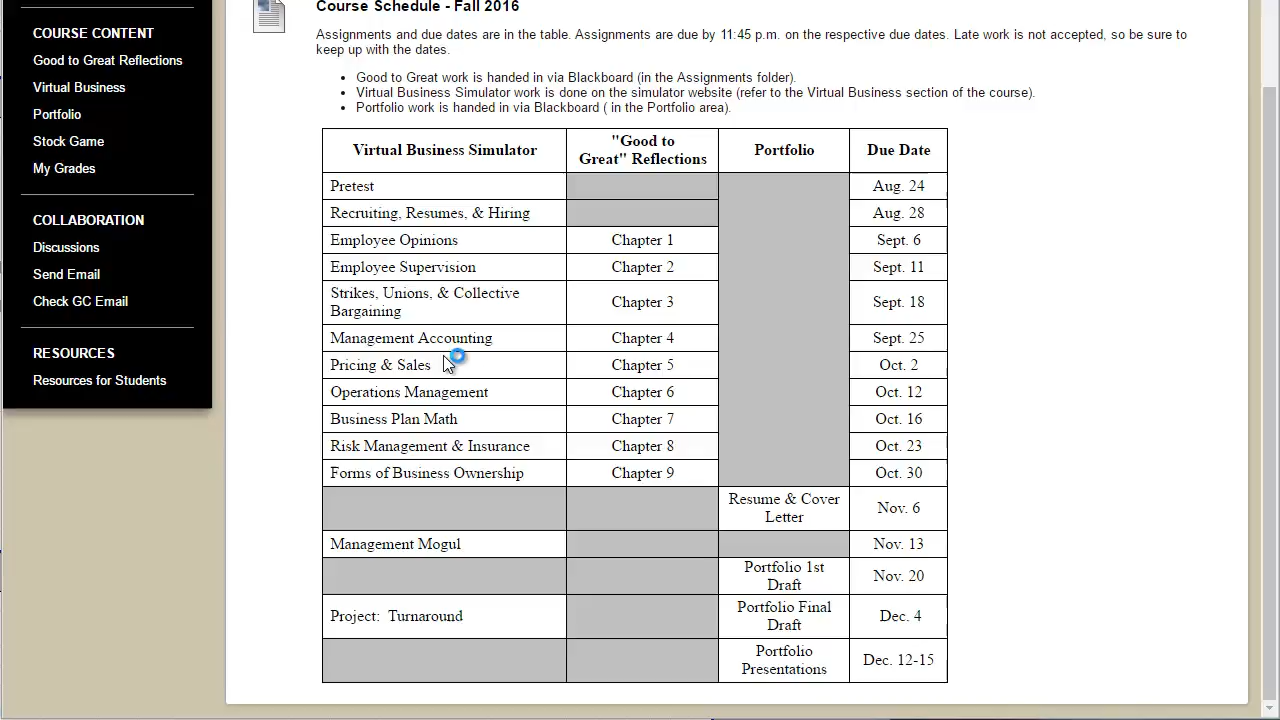 COURSE CONTENT
Good to Great Reflections
Virtual Business
Portfolio
Stock Game
My Grades
COLLABORATION
Discussions
Send Email
Check GC Email
RESOURCES
Resources for Students
Course Schedule - Fall 2016
Assignments and due dates are in the table. Assignments are due by 11:45 p.m. on the respective due dates. Late work is not accepted, so be sure to
keep up with the dates.
• Good to Great work is handed in via Blackboard (in the Assignments folder).
• Virtual Business Simulator work is done on the simulator website (refer to the Virtual Business section of the course).
• Portfolio work is handed in via Blackboard ( in the Portfolio area).
Virtual Business Simulator "Good to Portfolio Due Date
Great" Reflections
Pretest Aug. 24
Recruiting, Resumes, & Hiring Aug. 28
Employee Opinions Chapter 1 Sept. 6
Employee Supervision Chapter 2 Sept. 11
Strikes, Unions, & Collective
Bargaining Chapter 3 Sept. 18
Management Accounting Chapter 4 Sept. 25
Pricing & Sales Chapter 5 Oct. 2
Operations Management Chapter 6 Oct. 12
Business Plan Math Chapter 7 Oct. 16
Risk Management & Insurance Chapter 8 Oct. 23
Forms of Business Ownership Chapter 9 Oct. 30
Resume & Cover
Letter Nov. 6
Management Mogul Nov. 13
Portfolio 1st
Draft Nov. 20
Project: Turnaround Portfolio Final
Draft Dec. 4
Portfolio
Presentations Dec. 12-15